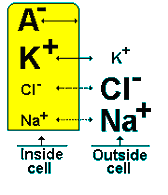 A⁻
K⁺ K⁺
Cl⁻ Cl⁻
Na⁺ Na⁺
Inside Outside
cell cell